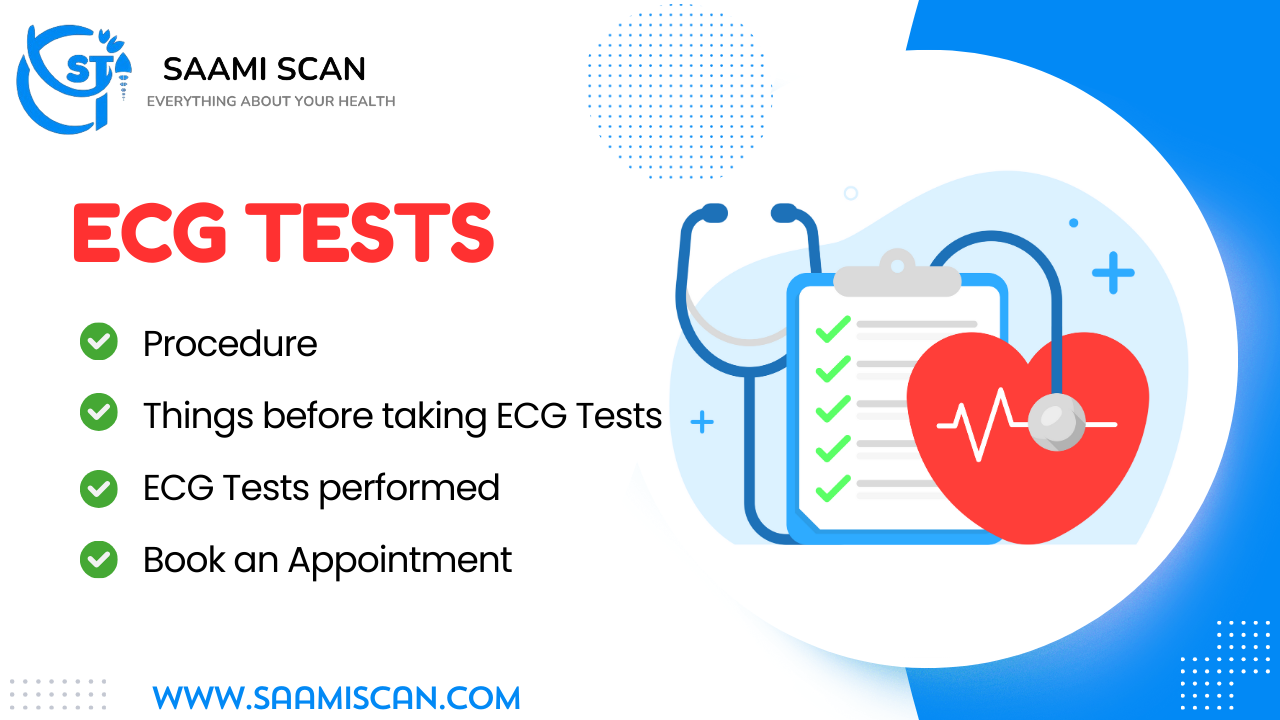 ST
SAAMI SCAN
EVERYTHING ABOUT YOUR HEALTH
ECG TESTS
Procedure
Things before taking ECG Tests
ECG Tests performed
Book an Appointment
WWW.SAAMISCAN.COM